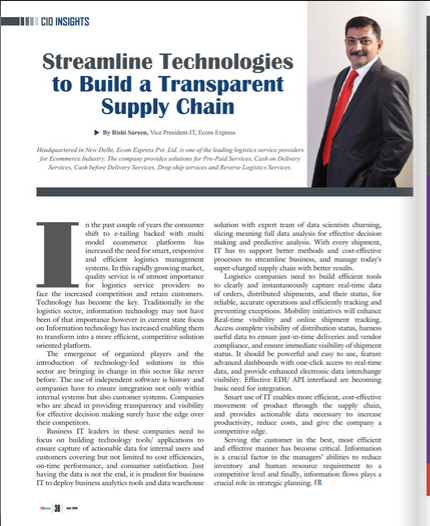 CIO INSIGHTS
Streamline Technologies
to Build a Transparent
Supply Chain
By Rishi Sareen, Vice President-IT, Ecom Express
Headquartered in New Delhi, Ecom Express Pvt. Ltd. is one of the leading logistics service providers
for Ecommerce Industry. The company provides solutions for Pre-Paid Services, Cash on Delivery
Services, Cash before Delivery Services, Drop ship services and Reverse Logistics Services.
In the past couple of years the consumer
shift to e-tailing backed with multi
model ecommerce platforms has
increased the need for smart, responsive
and efficient logistics management
systems. In this rapidly growing market,
quality service is of utmost importance
for logistic service providers to
face the increased competition and retain customers.
Technology has become the key. Traditionally in the
logistics sector, information technology may not have
been of that importance however in current state focus
on Information technology has increased enabling them
to transform into a more efficient, competitive solution
oriented platform.
The emergence of organized players and the
introduction of technology-led solutions in this
sector are bringing in change in this sector like never
before. The use of independent software is history and
companies have to ensure integration not only within
internal systems but also customer systems. Companies
who are ahead in providing transparency and visibility
for effective decision making surely have the edge over
their competitors.
Business IT leaders in these companies need to
focus on building technology tools/ applications to
ensure capture of actionable data for internal users and
customers covering but not limited to cost efficiencies,
on-time performance, and consumer satisfaction. Just
having the data is not the end, it is prudent for business
IT to deploy business analytics tools and data warehouse
solution with expert team of data scientists churning,
slicing meaning full data analysis for effective decision
making and predictive analysis. With every shipment,
IT has to support better methods and cost-effective
processes to streamline business, and manage today's
super-charged supply chain with better results.
Logistics companies need to build efficient tools
to clearly and instantaneously capture real-time data
of orders, distributed shipments, and their status, for
reliable, accurate operations and efficiently tracking and
preventing exceptions. Mobility initiatives will enhance
Real-time visibility and online shipment tracking.
Access complete visibility of distribution status, harness
useful data to ensure just-in-time deliveries and vendor
compliance, and ensure immediate visibility of shipment
status. It should be powerful and easy to use, feature
advanced dashboards with one-click access to real-time
data, and provide enhanced electronic data interchange
visibility. Effective EDI/ API interfaced are becoming
basic need for integration.
Smart use of IT enables more efficient, cost-effective
movement of product through the supply chain,
and provides actionable data necessary to increase
productivity, reduce costs, and give the company a
competitive edge.
Serving the customer in the best, most efficient
and effective manner has become critical. Information
is a crucial factor in the managers' abilities to reduce
inventory and human resource requirement to a
competitive level and finally, information flows plays a
crucial role in strategic planning.
38